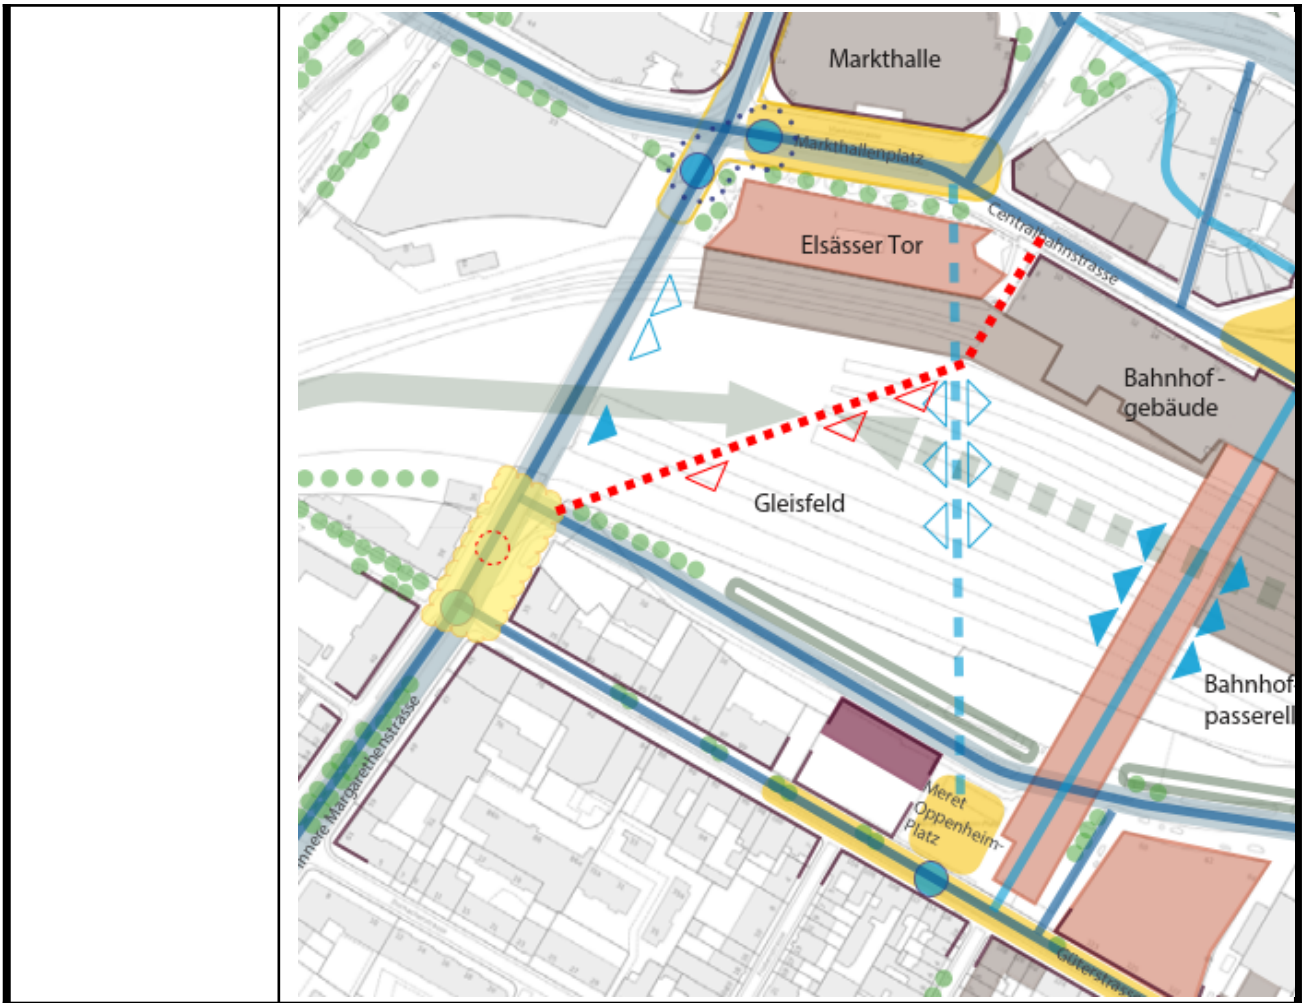 Markthalle
Markthallenplatz
Centralbahnstrasse
Elsässer Tor
Bahnhof-
gebäude
Gleisfeld
Bahnhof-
passerell
Innere Margarethenstrasse
Meret
Oppenheim-
Platz
Güterstrasse